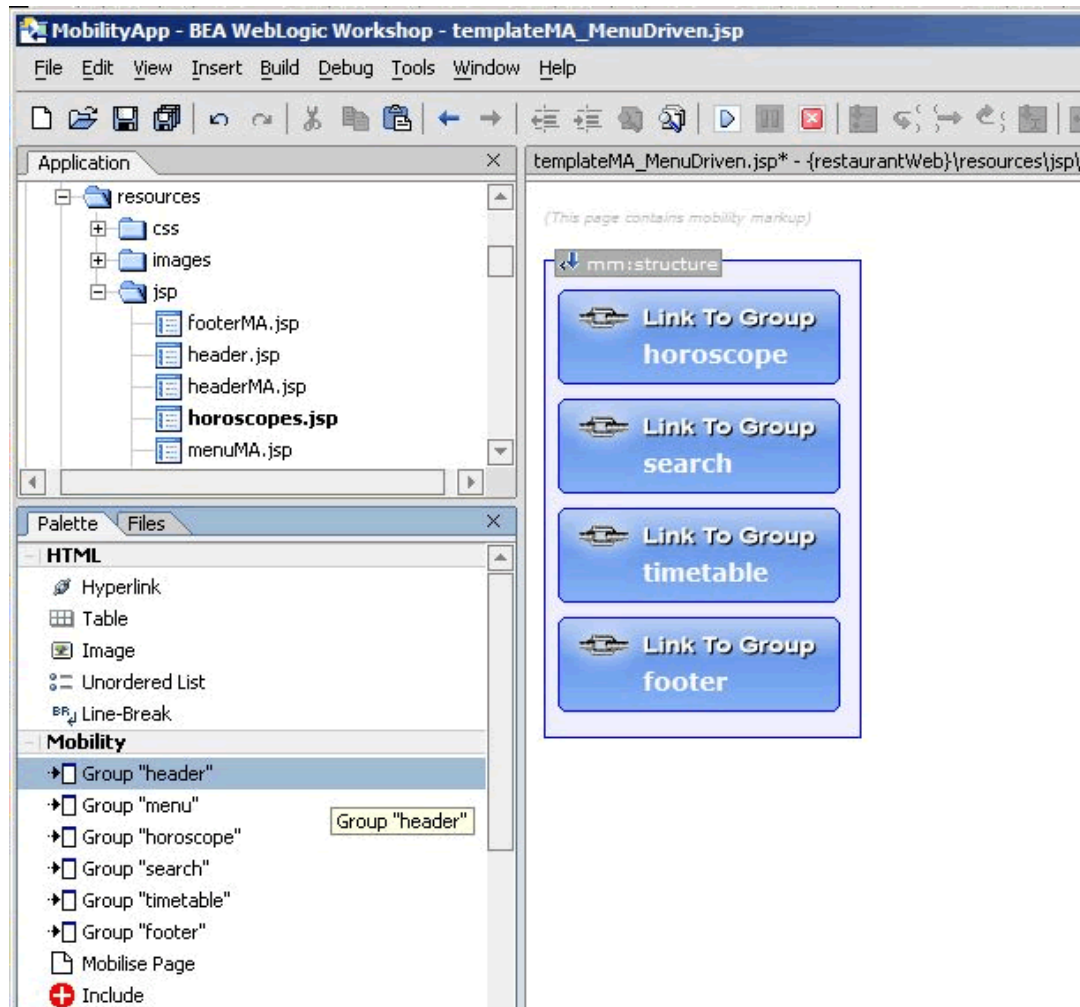 MobilityApp - BEA WebLogic Workshop - templateMA_MenuDriven.jsp
File Edit View Insert Build Debug Tools Window Help
Application
resources
css
images
jsp
footerMA.jsp
header.jsp
headerMA.jsp
horoscopes.jsp
menuMA.jsp
Palette Files
HTML
Hyperlink
Table
Image
Unordered List
BR Line-Break
Mobility
Group "header"
Group "menu"
Group "header"
Group "horoscope"
Group "search"
Group "timetable"
Group "footer"
Mobilise Page
Include
templateMA_MenuDriven.jsp* - {restaurantWeb}\resources\jsp\
(This page contains mobility markup)
mm:structure
Link To Group
horoscope
Link To Group
search
Link To Group
timetable
Link To Group
footer